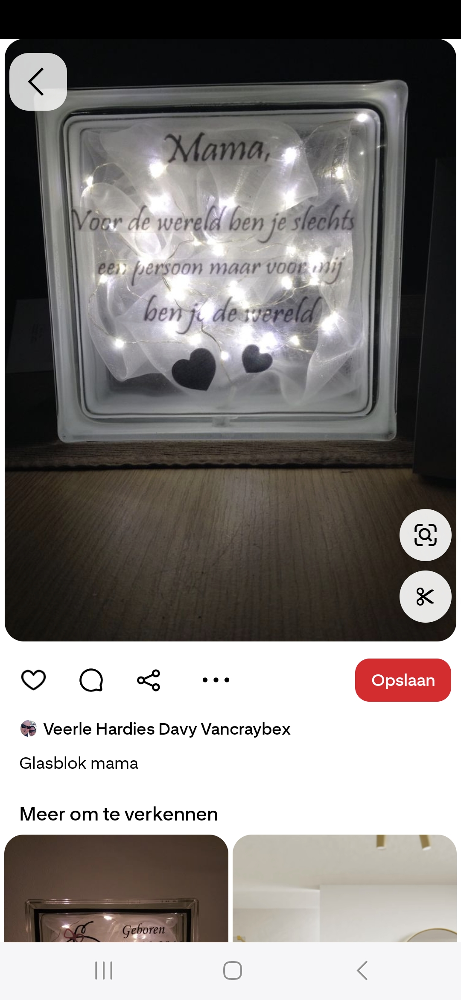 Mama,
Voor de wereld ben je slechts
een persoon maar voor mij
ben je de wereld
Opslaan
Veerle Hardies Davy Vancraybex
Glasblok mama
Meer om te verkennen
Geboren